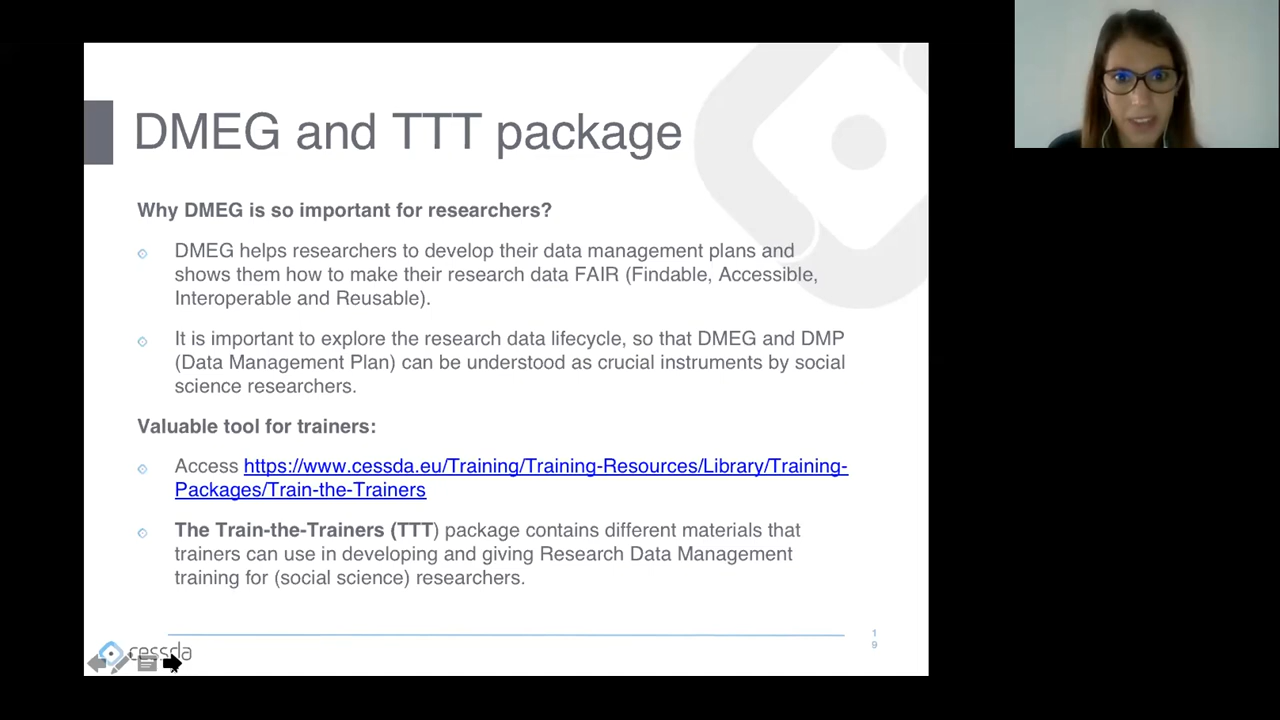 DMEG and TTT package
Why DMEG is so important for researchers?
DMEG helps researchers to develop their data management plans and
shows them how to make their research data FAIR (Findable, Accessible,
Interoperable and Reusable).
It is important to explore the research data lifecycle, so that DMEG and DMP
(Data Management Plan) can be understood as crucial instruments by social
science researchers.
Valuable tool for trainers:
Access https://www.cessda.eu/Training/Training-Resources/Library/Training-
Packages/Train-the-Trainers
The Train-the-Trainers (TTT) package contains different materials that
trainers can use in developing and giving Research Data Management
training for (social science) researchers.
cessda
1
9